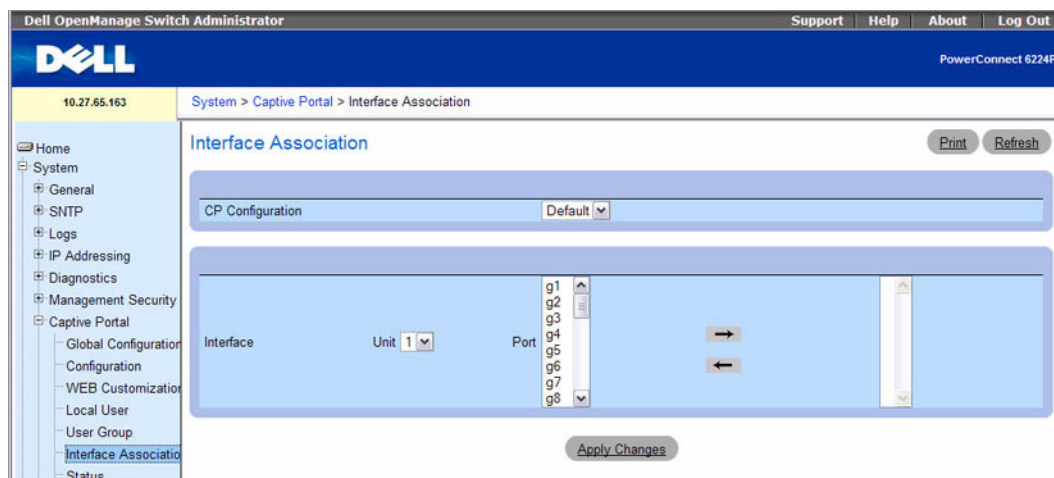 Dell OpenManage Switch Administrator
Support Help About Log Out
DELL
PowerConnect 6224P
10.27.65.163
System > Captive Portal > Interface Association
Home
System
General
SNTP
Logs
IP Addressing
Diagnostics
Management Security
Captive Portal
Global Configuration
Configuration
WEB Customization
Local User
User Group
Interface Associatio
Status
Interface Association
Print Refresh
CP Configuration Default
Interface Unit 1 Port
g1
g2
g3
g4
g5
g6
g7
g8
Apply Changes